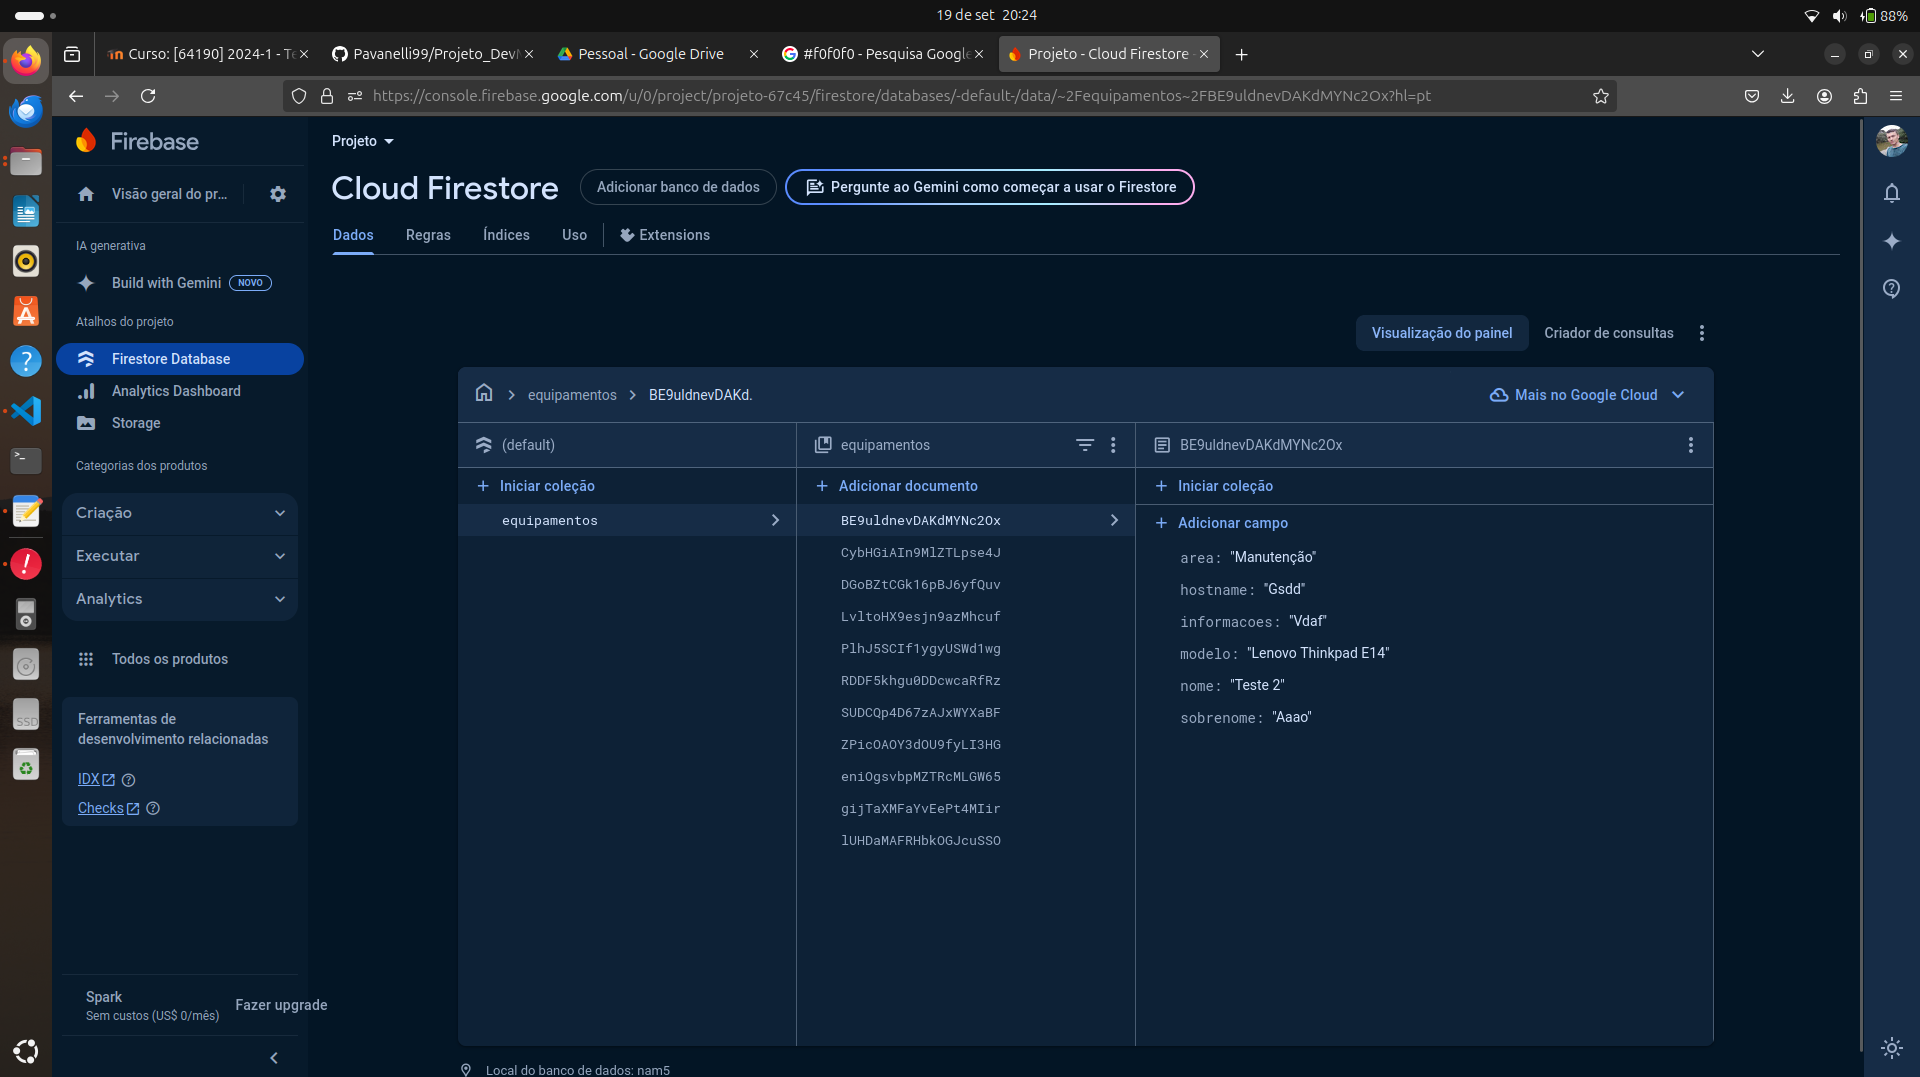 19 de set 20:24
88%
Curso: [64190] 2024-1 - Te
Pavanelli99/Projeto_DevM
Pessoal - Google Drive
#f0f0f0 - Pesquisa Google
Projeto - Cloud Firestore -
https://console.firebase.google.com/u/0/project/projeto-67c45/firestore/databases/-default-/data/~2Fequipamentos~2FBE9uldnevDAKdMYNc2Ox?hl=pt
Firebase
Visão geral do pr...
IA generativa
Build with Gemini
NOVO
Atalhos do projeto
Firestore Database
Analytics Dashboard
Storage
Categorias dos produtos
Criação
Executar
Analytics
Todos os produtos
Ferramentas de
desenvolvimento relacionadas
IDX
Checks
Spark
Sem custos (US$ 0/mês)
Fazer upgrade
SSD
Projeto
Cloud Firestore
Adicionar banco de dados
Pergunte ao Gemini como começar a usar o Firestore
Dados
Regras
Índices
Uso
Extensions
Visualização do painel
Criador de consultas
equipamentos
BE9uldnevDAKd.
Mais no Google Cloud
(default)
Iniciar coleção
equipamentos
equipamentos
Adicionar documento
BE9uldnevDAKdMYNc2Ox
CybHGiAIn9MlZTLpse4J
DGoBZtCGk16pBJ6yfQuv
LvltoHX9esjn9azMhcuf
PlhJ5SCIf1ygyUSWd1wg
RDDF5khgu0DDcwcaRfRz
SUDCQp4D67zAJxWYXaBF
ZPicOAOY3dOU9fyLI3HG
eniOgsvbpMZTRcMLGW65
gijTaXMFaYvEePt4MIir
lUHDaMAFRHbkOGJcuSSO
BE9uldnevDAKdMYNc2Ox
Iniciar coleção
Adicionar campo
area: "Manutenção"
hostname: "Gsdd"
informacoes: "Vdaf"
modelo: "Lenovo Thinkpad E14"
nome: "Teste 2"
sobrenome: "Aaao"
Local do banco de dados: nam5